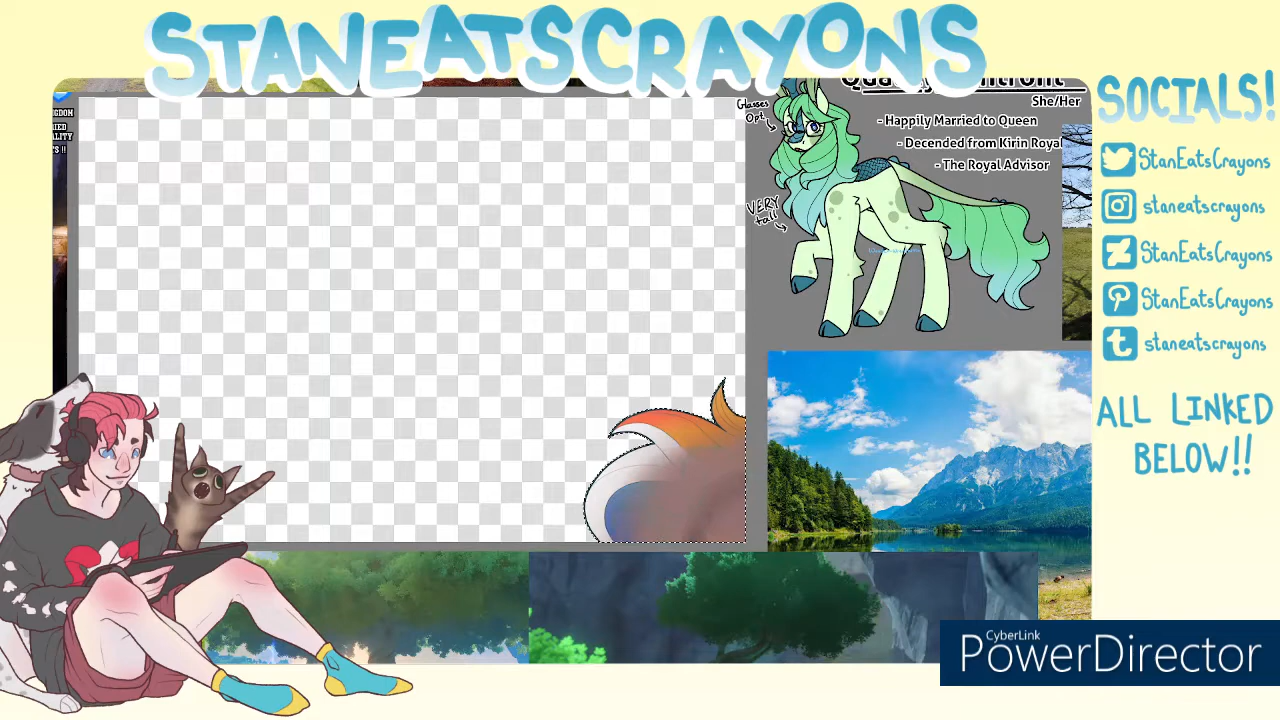 STANEATSCRAYONS
SOCIALS!
StanEatsCrayons
staneatscrayons
StanEatsCrayons
StanEatsCrayons
staneatscrayons
ALL LINKED
BELOW!!
She/Her
- Happily Married to Queen
- Decended from Kirin Royal
- The Royal Advisor
Glasses
Opt.
VERY
tall
CyberLink
PowerDirector